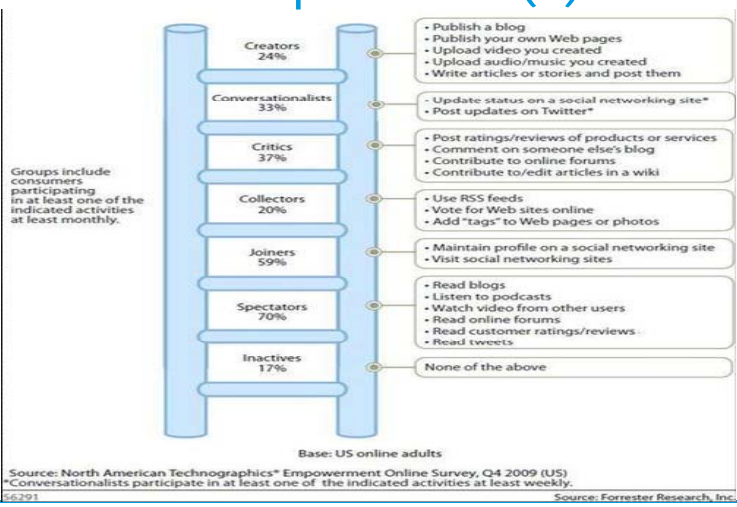 Creators
24%
• Publish a blog
• Publish your own Web pages
• Upload video you created
• Upload audio/music you created
• Write articles or stories and post them
Conversationalists
33%
- Update status on a social networking site*
• Post updates on Twitter*
Critics
37%
• Post ratings/reviews of products or services
• Comment on someone else's blog
• Contribute to online forums
• Contribute to/edit articles in a wiki
Groups include
consumers
participating
in at least one of the
indicated activities
at least monthly.
Collectors
20%
• Use RSS feeds
• Vote for Web sites online
• Add "tags" to Web pages or photos
Joiners
59%
• Maintain profile on a social networking site
• Visit social networking sites
Spectators
70%
• Read blogs
• Listen to podcasts
• Watch video from other users
• Read online forums
• Read customer ratings/reviews
• Read tweets
Inactives
17%
None of the above
Base: US online adults
Source: North American Technographics® Empowerment Online Survey, Q4 2009 (US)
*Conversationalists participate in at least one of the indicated activities at least weekly.
56291
Source: Forrester Research, Inc.